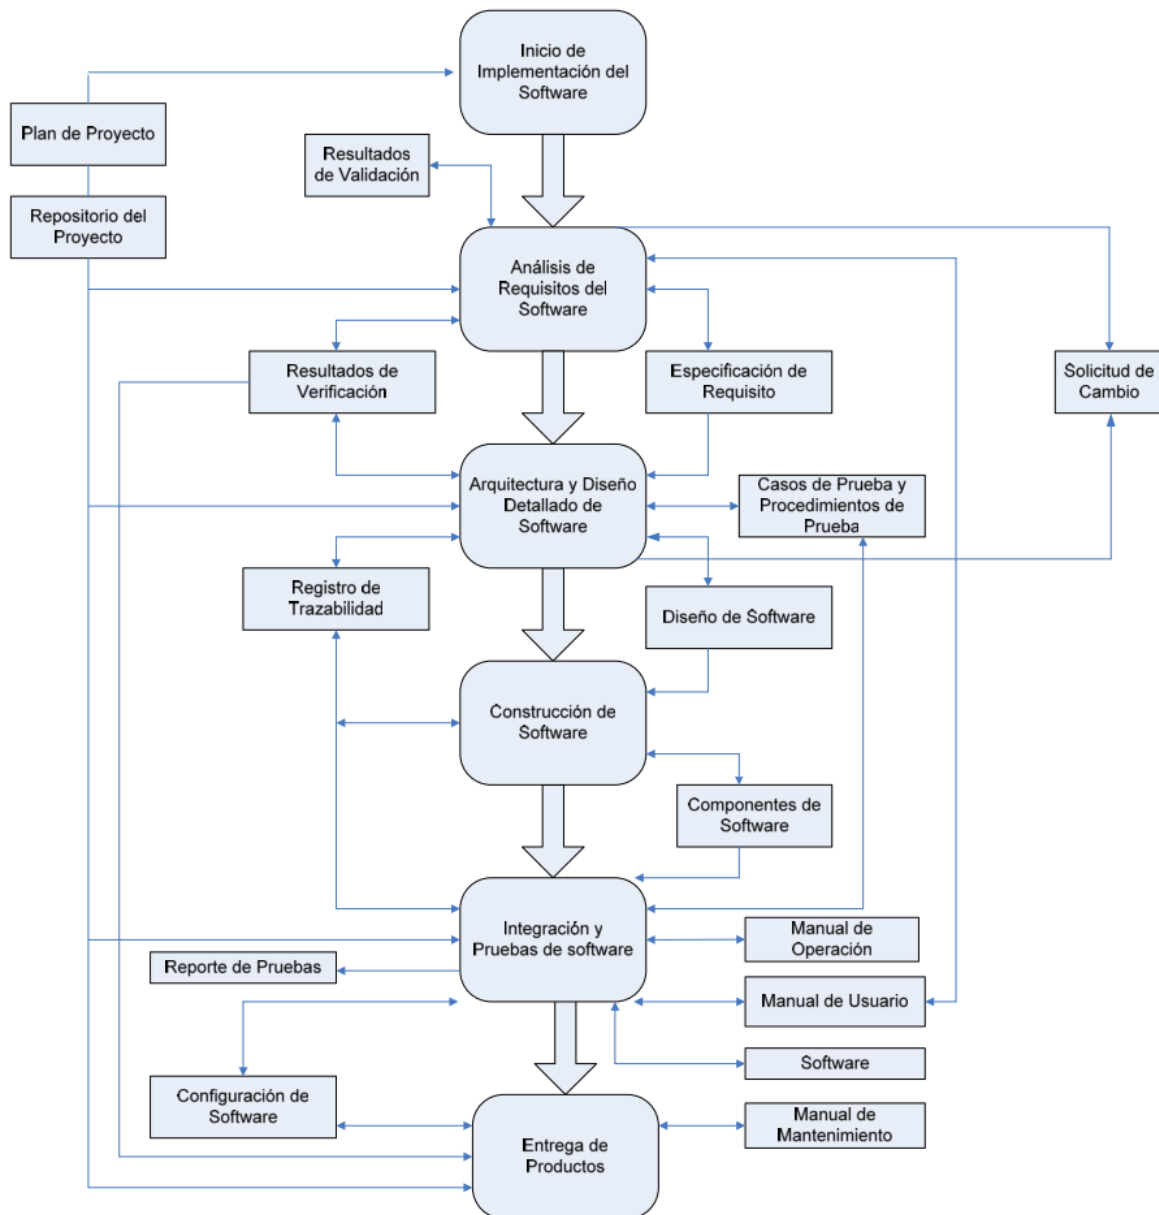 Inicio de
Implementación del
Software
Plan de Proyecto
Resultados
de Validación
Repositorio del
Proyecto
Análisis de
Requisitos del
Software
Resultados de
Verificación
Especificación de
Requisito
Solicitud de
Cambio
Arquitectura y Diseño
Detallado de
Software
Casos de Prueba y
Procedimientos de
Prueba
Registro de
Trazabilidad
Diseño de Software
Construcción de
Software
Componentes de
Software
Integración y
Pruebas de software
Manual de
Operación
Reporte de Pruebas
Manual de Usuario
Software
Configuración de
Software
Manual de
Mantenimiento
Entrega de
Productos